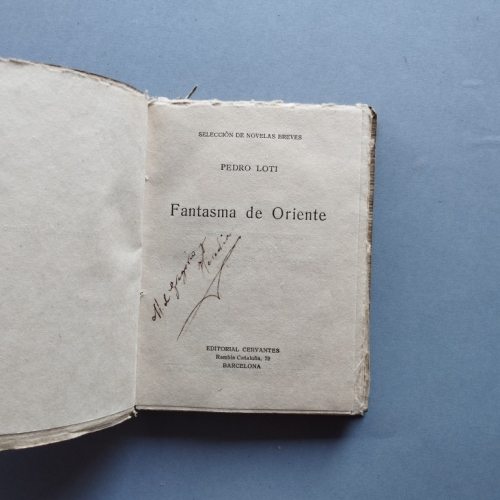 SELECCIÓN DE NOVELAS BREVES
PEDRO LOTI
Fantasma de Oriente
EDITORIAL CERVANTES
Rambla Cataluña, 72
BARCELONA